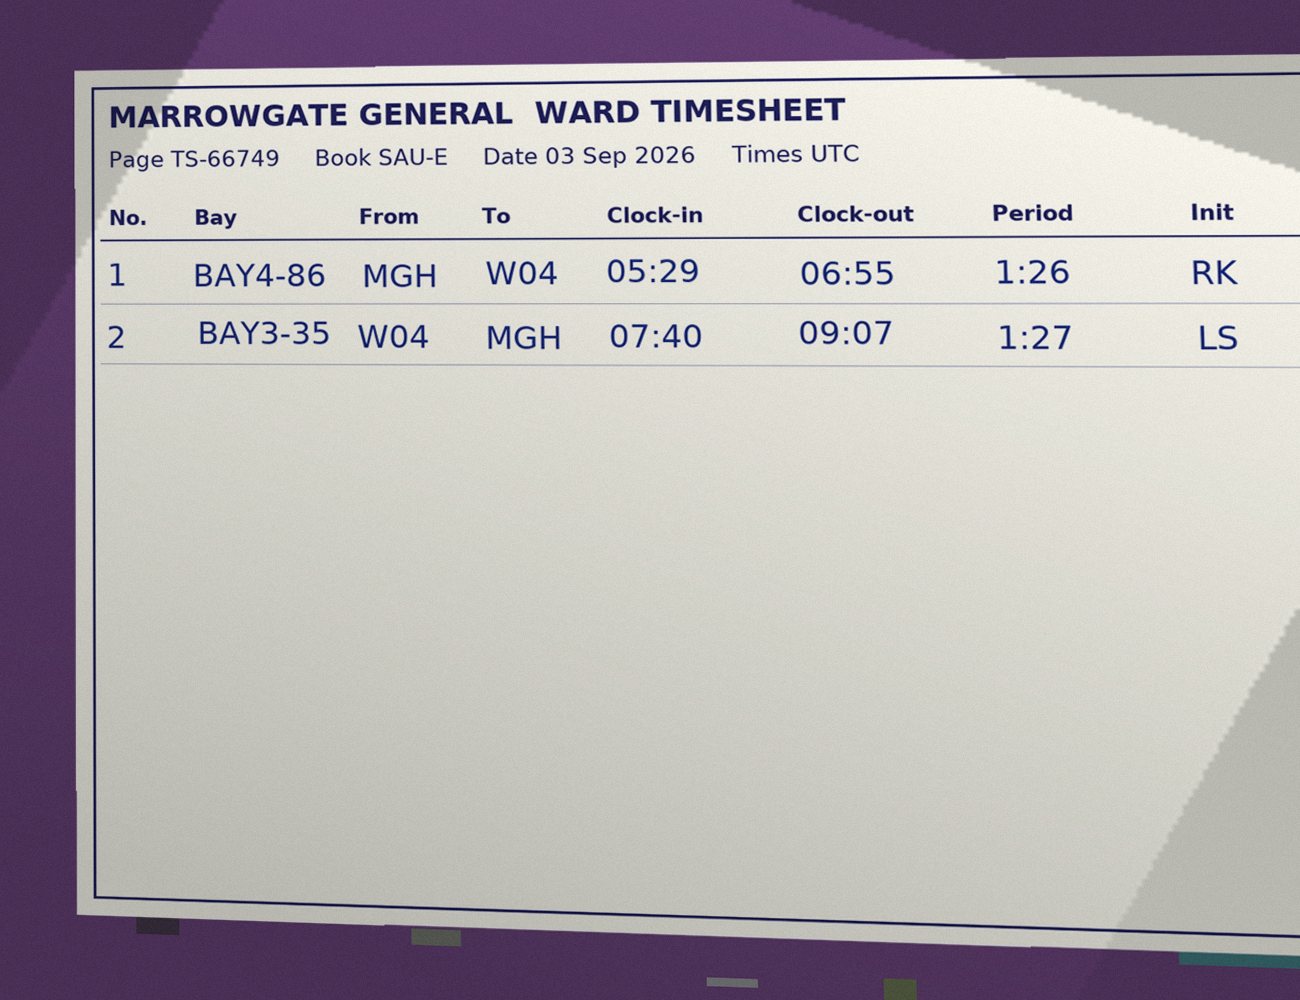 MARROWGATE GENERAL WARD TIMESHEET
Page TS-66749 Book SAU-E Date 03 Sep 2026 Times UTC
No. Bay From To Clock-in Clock-out Period Init
1 BAY4-86 MGH W04 05:29 06:55 1:26 RK
2 BAY3-35 W04 MGH 07:40 09:07 1:27 LS